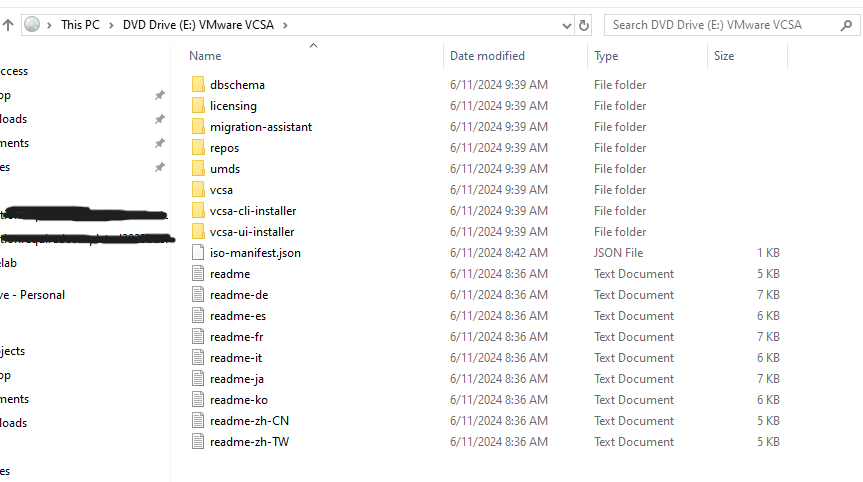 This PC > DVD Drive (E:) VMware VCSA >
Search DVD Drive (E:) VMware VCSA
Name Date modified Type Size
ccess
op
loads
ments
es
elab
ve - Personal
jects
op
ments
loads
es
dbschema 6/11/2024 9:39 AM File folder
licensing 6/11/2024 9:39 AM File folder
migration-assistant 6/11/2024 9:39 AM File folder
repos 6/11/2024 9:39 AM File folder
umds 6/11/2024 9:39 AM File folder
vcsa 6/11/2024 9:39 AM File folder
vcsa-cli-installer 6/11/2024 9:39 AM File folder
vcsa-ui-installer 6/11/2024 9:39 AM File folder
iso-manifest.json 6/11/2024 8:42 AM JSON File 1 KB
readme 6/11/2024 8:36 AM Text Document 5 KB
readme-de 6/11/2024 8:36 AM Text Document 7 KB
readme-es 6/11/2024 8:36 AM Text Document 6 KB
readme-fr 6/11/2024 8:36 AM Text Document 7 KB
readme-it 6/11/2024 8:36 AM Text Document 6 KB
readme-ja 6/11/2024 8:36 AM Text Document 7 KB
readme-ko 6/11/2024 8:36 AM Text Document 6 KB
readme-zh-CN 6/11/2024 8:36 AM Text Document 5 KB
readme-zh-TW 6/11/2024 8:36 AM Text Document 5 KB